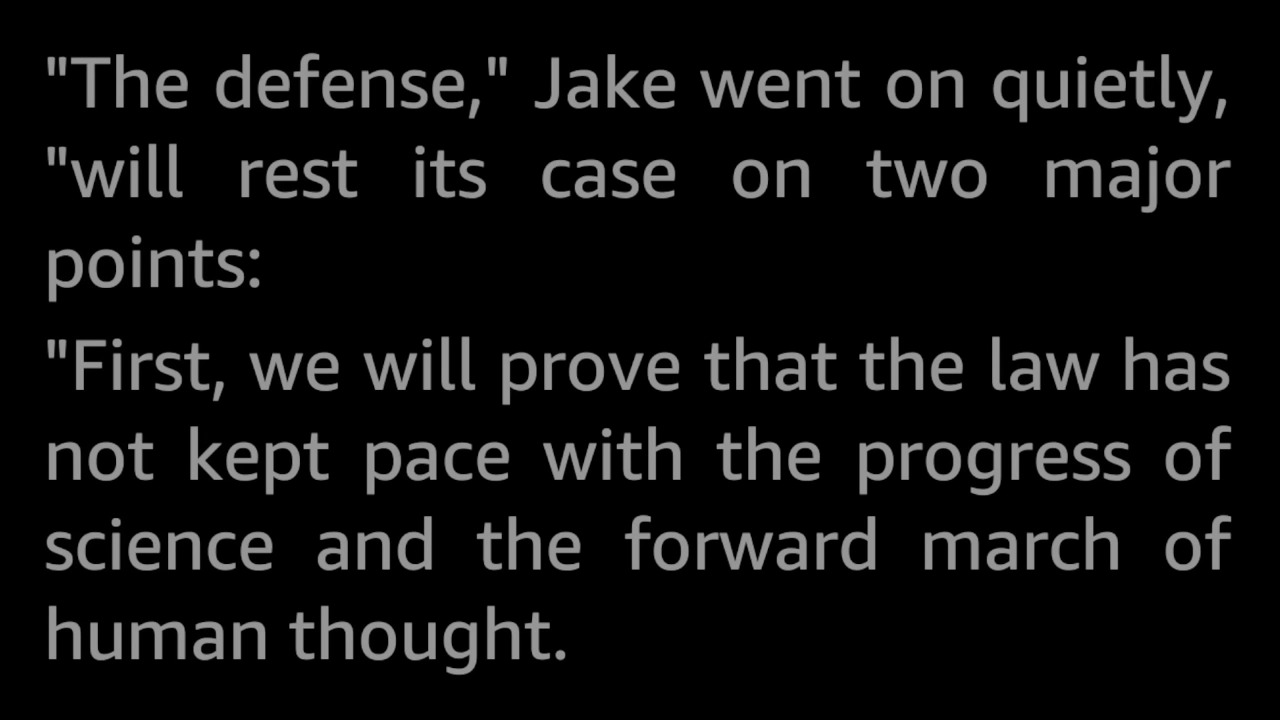 "The defense," Jake went on quietly,
"will rest its case on two major
points:
"First, we will prove that the law has
not kept pace with the progress of
science and the forward march of
human thought.